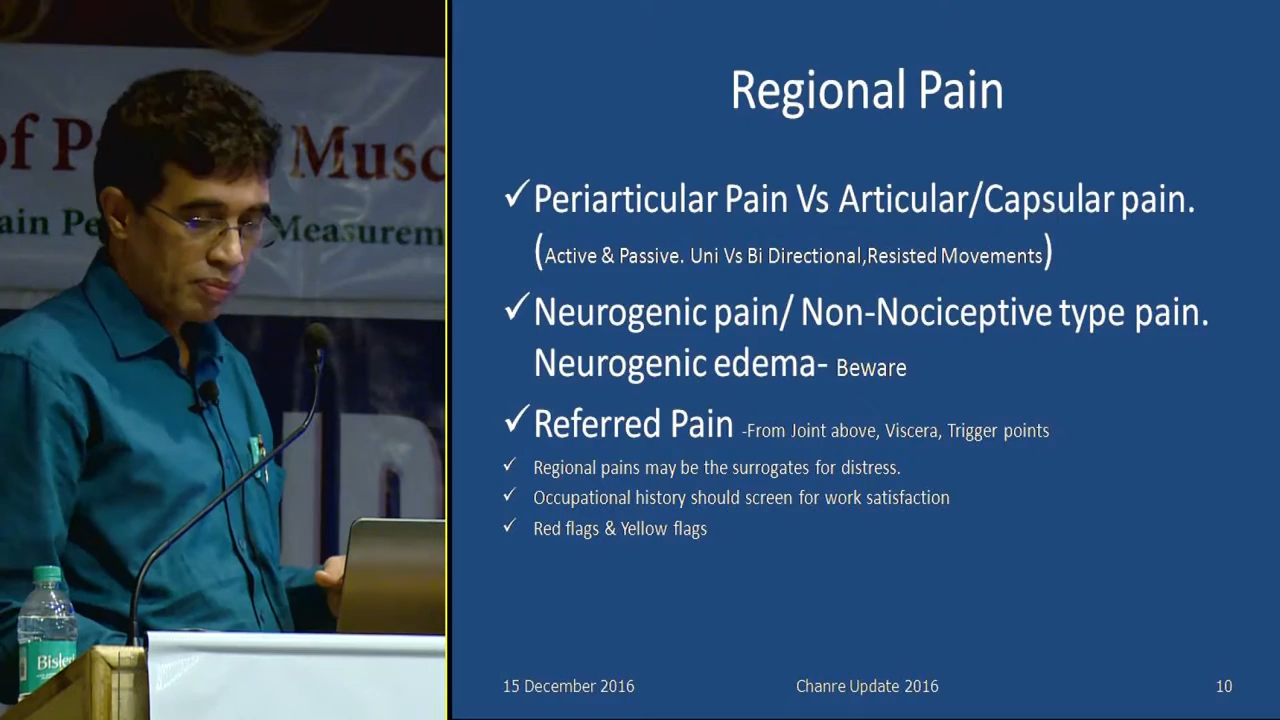 of P Musc
ain Pe Measurem
Regional Pain
✓Periarticular Pain Vs Articular/Capsular pain.
(Active & Passive. Uni Vs Bi Directional,Resisted Movements)
✓Neurogenic pain/ Non-Nociceptive type pain.
Neurogenic edema- Beware
✓Referred Pain -From Joint above, Viscera, Trigger points
✓ Regional pains may be the surrogates for distress.
✓ Occupational history should screen for work satisfaction
✓ Red flags & Yellow flags
15 December 2016 Chanre Update 2016 10
Bisle